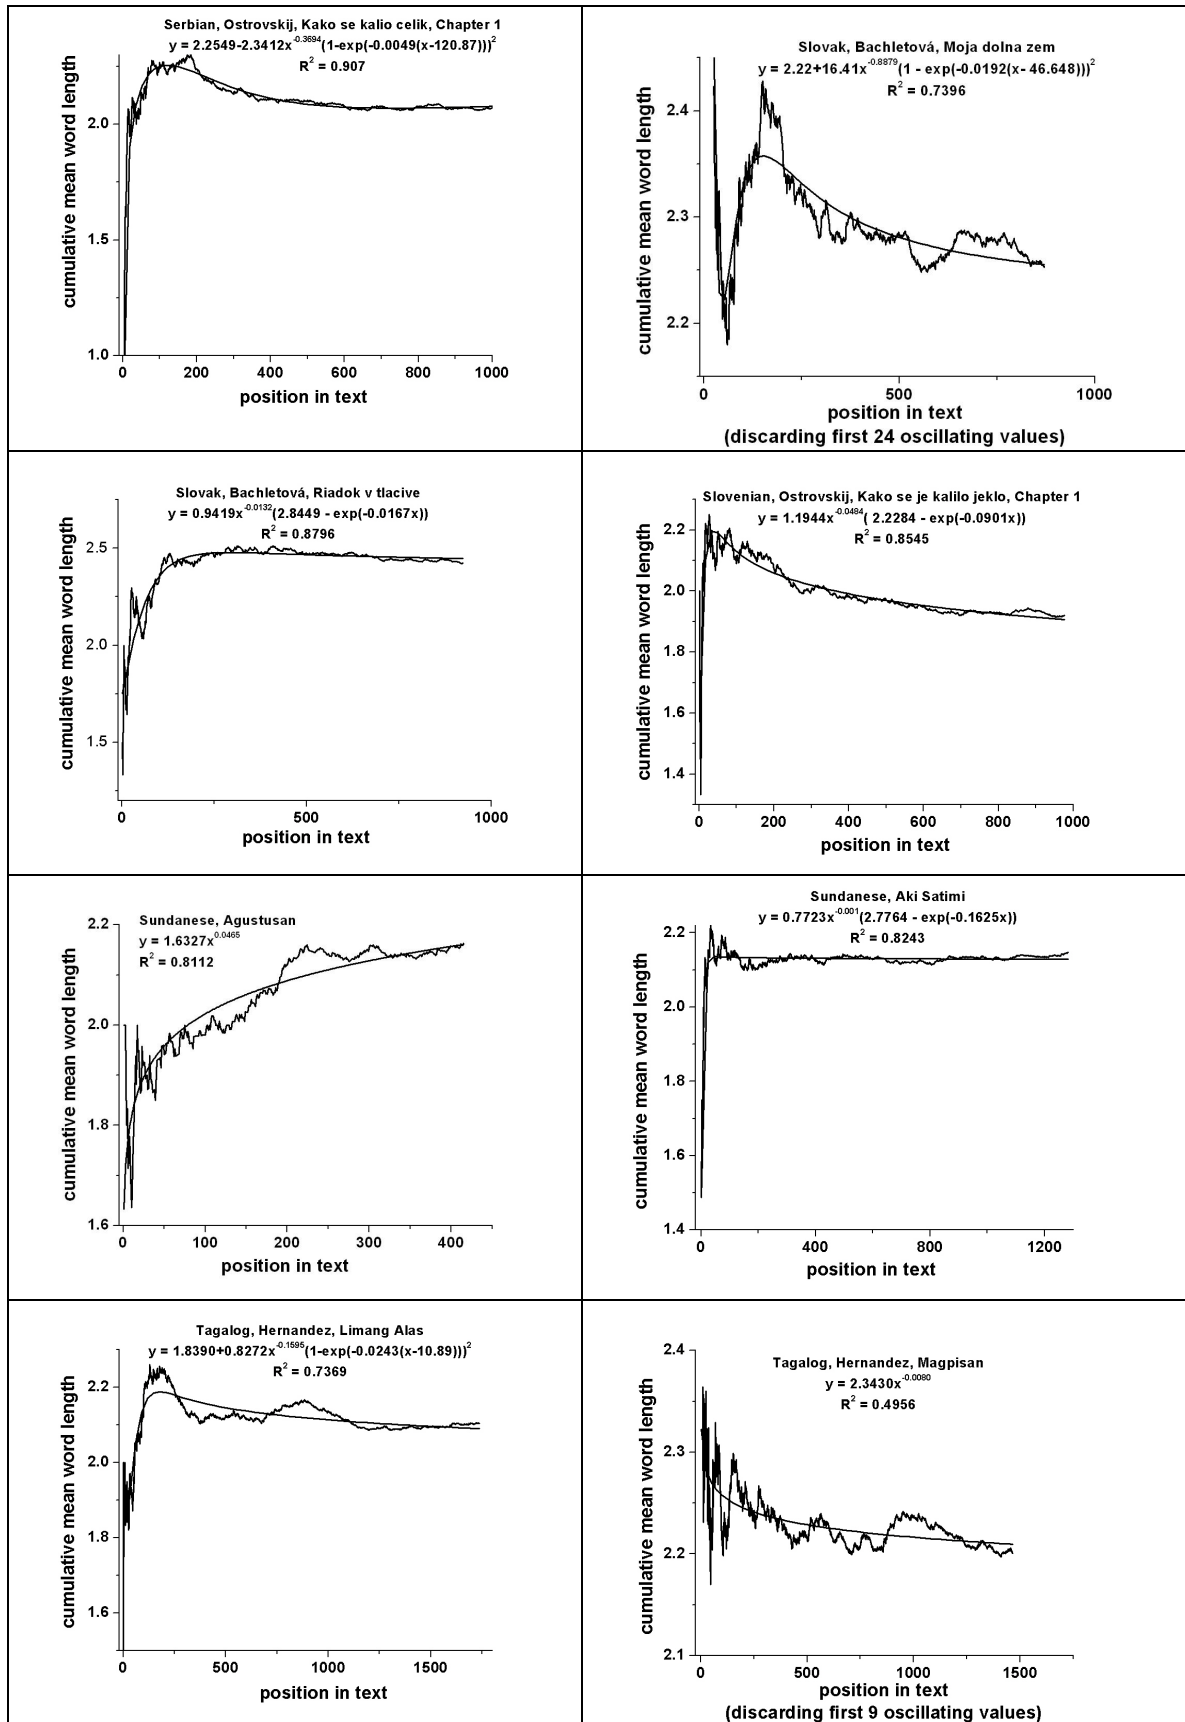 Serbian, Ostrovskij, Kako se kalio celik, Chapter 1
y = 2.2549-2.3412x^-0.3694(1-exp(-0.0049(x-120.87)))^2
R^2 = 0.907
cumulative mean word length
2.0
1.5
1.0
0 200 400 600 800 1000
position in text
Slovak, Bachletová, Moja dolna zem
y = 2.22+16.41x^-0.8879(1 - exp(-0.0192(x- 46.648)))^2
R^2 = 0.7396
cumulative mean word length
2.4
2.3
2.2
0 500 1000
position in text
(discarding first 24 oscillating values)
Slovak, Bachletová, Riadok v tlacive
y = 0.9419x^-0.0132(2.8449 - exp(-0.0167x))
R^2 = 0.8796
cumulative mean word length
2.5
2.0
1.5
0 500 1000
position in text
Slovenian, Ostrovskij, Kako se je kalilo jeklo, Chapter 1
y = 1.1944x^-0.0484( 2.2284 - exp(-0.0901x))
R^2 = 0.8545
cumulative mean word length
2.2
2.0
1.8
1.6
1.4
0 200 400 600 800 1000
position in text
Sundanese, Agustusan
y = 1.6327x^0.0465
R^2 = 0.8112
cumulative mean word length
2.2
2.0
1.8
1.6
0 100 200 300 400
position in text
Sundanese, Aki Satimi
y = 0.7723x^-0.001(2.7764 - exp(-0.1625x))
R^2 = 0.8243
cumulative mean word length
2.2
2.0
1.8
1.6
1.4
0 400 800 1200
position in text
Tagalog, Hernandez, Limang Alas
y = 1.8390+0.8272x^-0.1595(1-exp(-0.0243(x-10.89)))^2
R^2 = 0.7369
cumulative mean word length
2.2
2.0
1.8
1.6
0 500 1000 1500
position in text
Tagalog, Hernandez, Magpisan
y = 2.3430x^-0.0080
R^2 = 0.4956
cumulative mean word length
2.4
2.3
2.2
2.1
0 500 1000 1500
position in text
(discarding first 9 oscillating values)